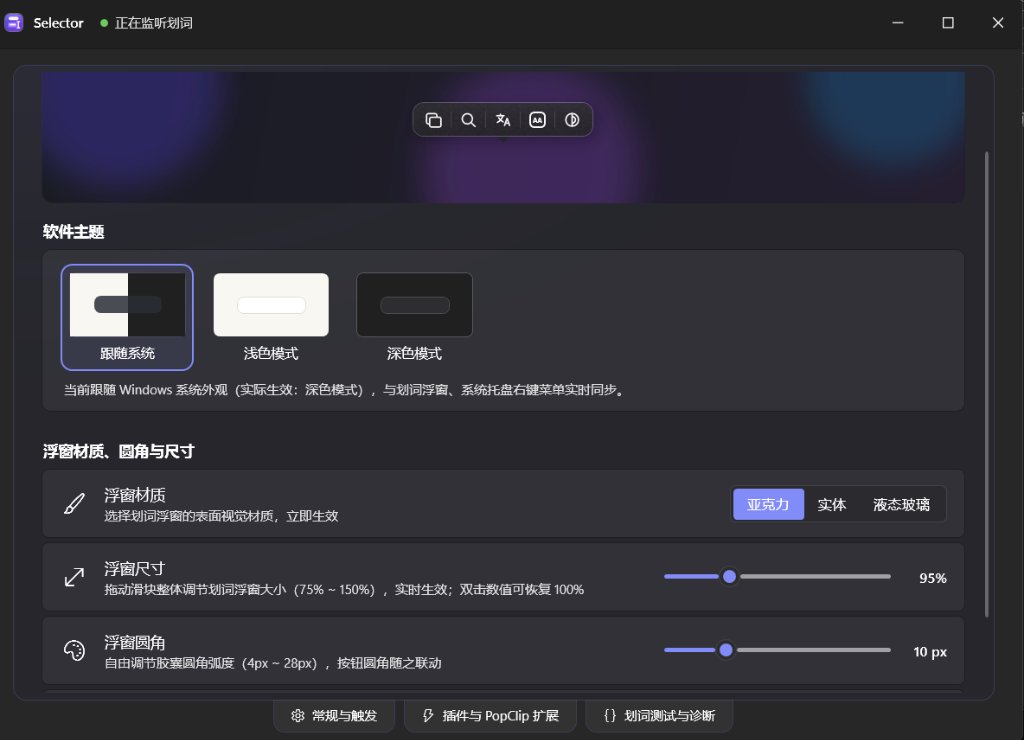 Selector
正在监听划词
软件主题
跟随系统
浅色模式
深色模式
当前跟随 Windows 系统外观（实际生效：深色模式），与划词浮窗、系统托盘右键菜单实时同步。
浮窗材质、圆角与尺寸
浮窗材质
选择划词浮窗的表面视觉材质，立即生效
亚克力
实体
液态玻璃
浮窗尺寸
拖动滑块整体调节划词浮窗大小（75% ~ 150%），实时生效；双击数值可恢复 100%
95%
浮窗圆角
自由调节胶囊圆角弧度（4px ~ 28px），按钮圆角随之联动
10 px
常规与触发
插件与 PopClip 扩展
划词测试与诊断